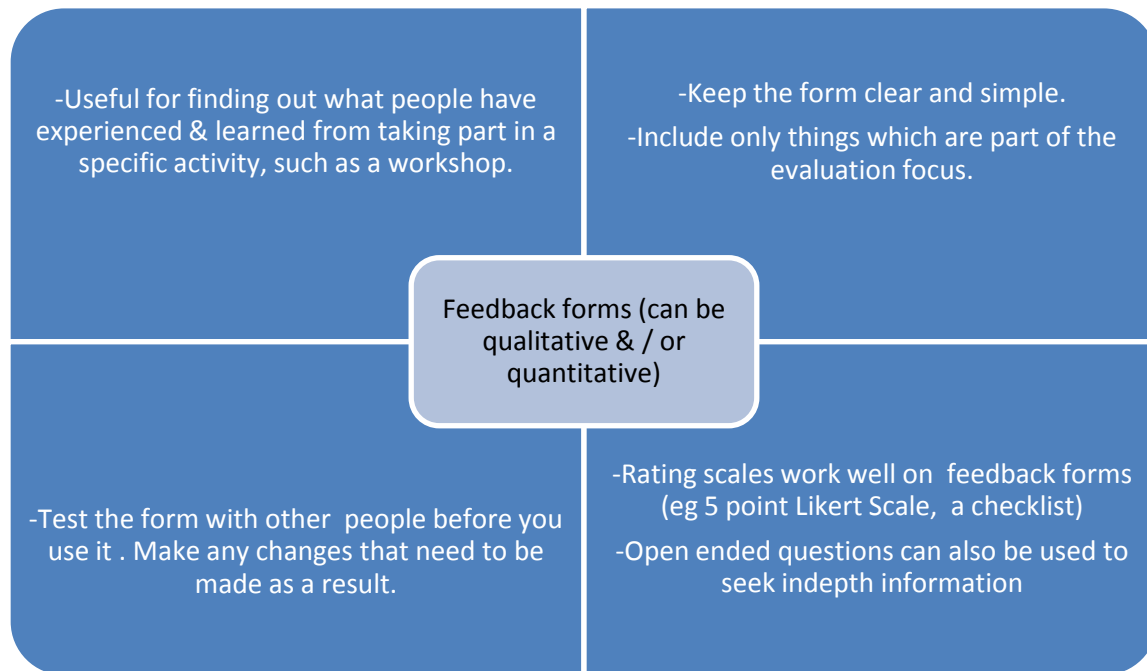 -Useful for finding out what people have
experienced & learned from taking part in a
specific activity, such as a workshop.
-Keep the form clear and simple.
-Include only things which are part of the
evaluation focus.
Feedback forms (can be
qualitative & / or
quantitative)
-Test the form with other  people before you
use it . Make any changes that need to be
made as a result.
-Rating scales work well on  feedback forms
(eg 5 point Likert Scale,  a checklist)
-Open ended questions can also be used to
seek indepth information